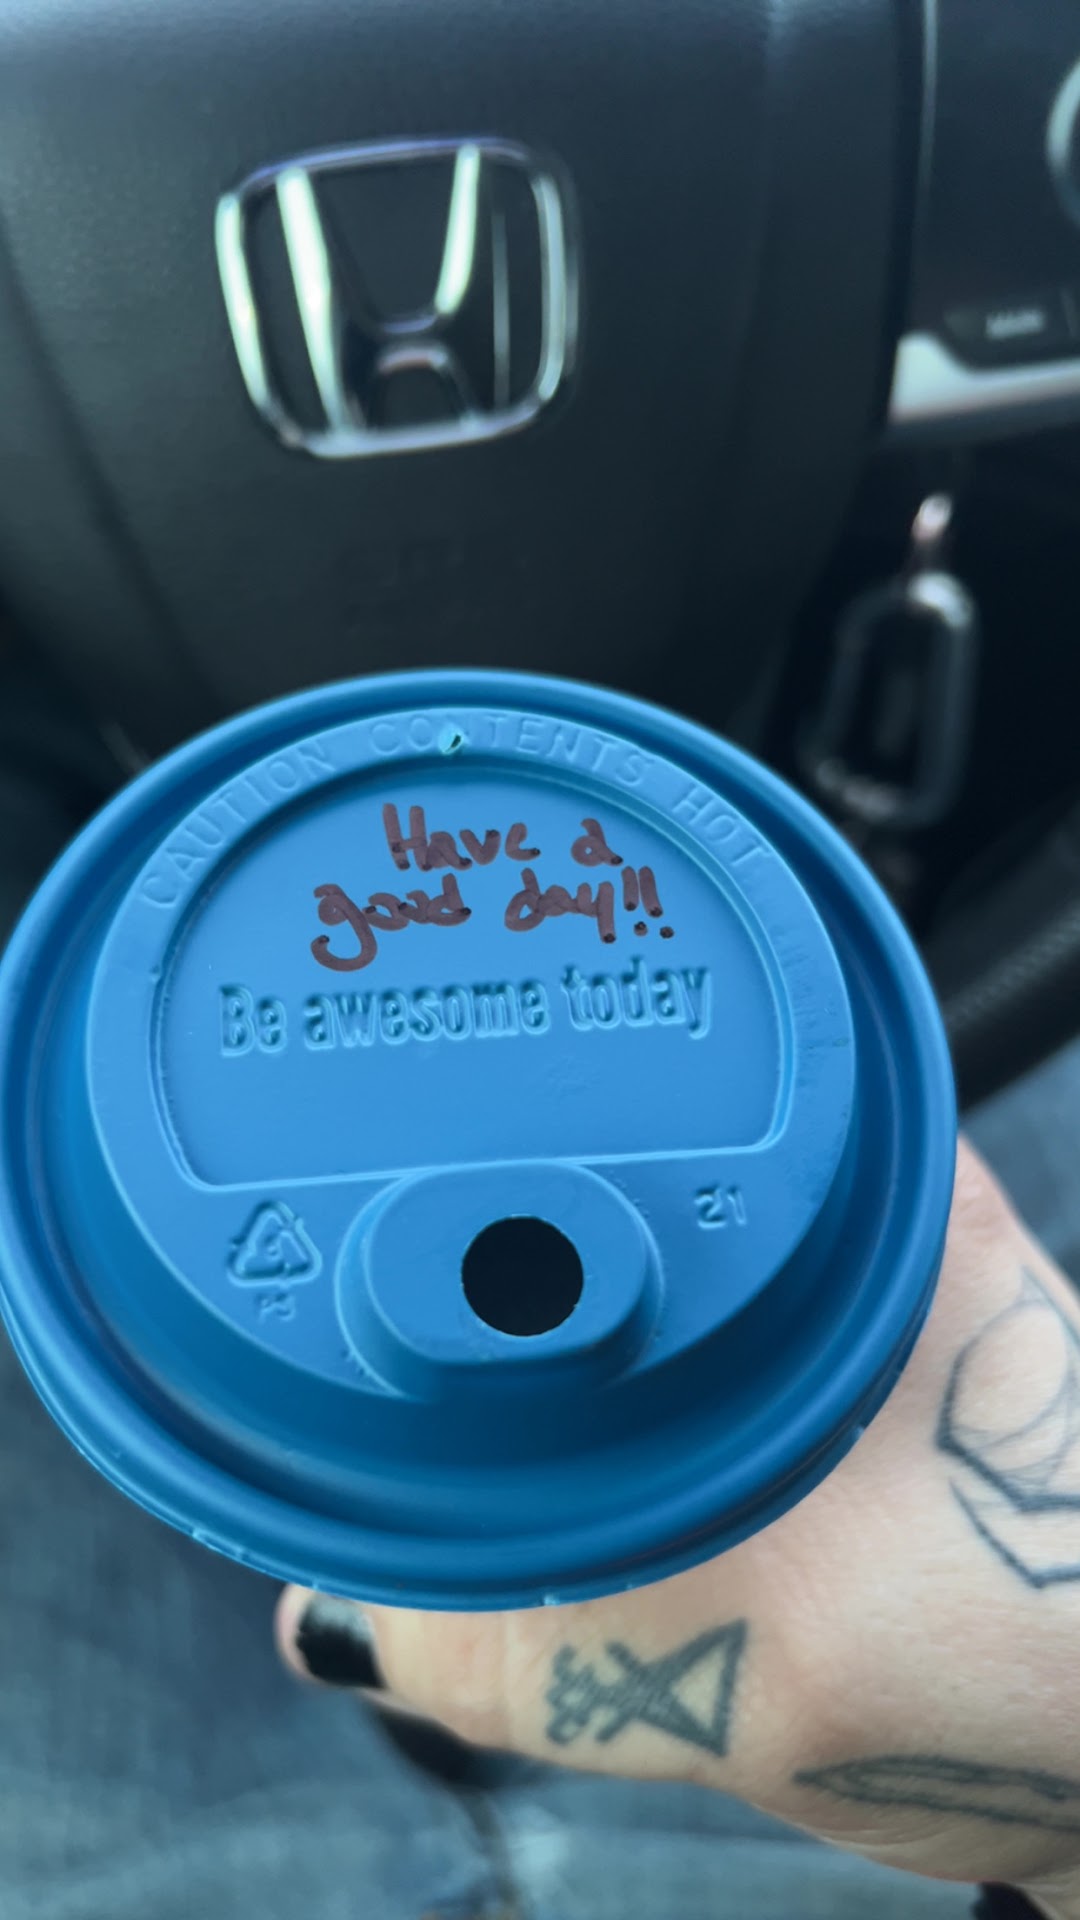 CAUTION CONTENTS HOT
Have a
good day!!
Be awesome today
21
PS